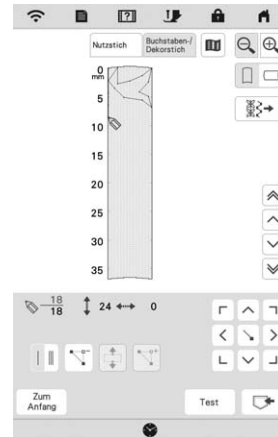 Nutzstich
Buchstaben-/
Dekorstich
0
mm
5
10
15
20
25
30
35
18
18
24
0
Zum
Anfang
Test